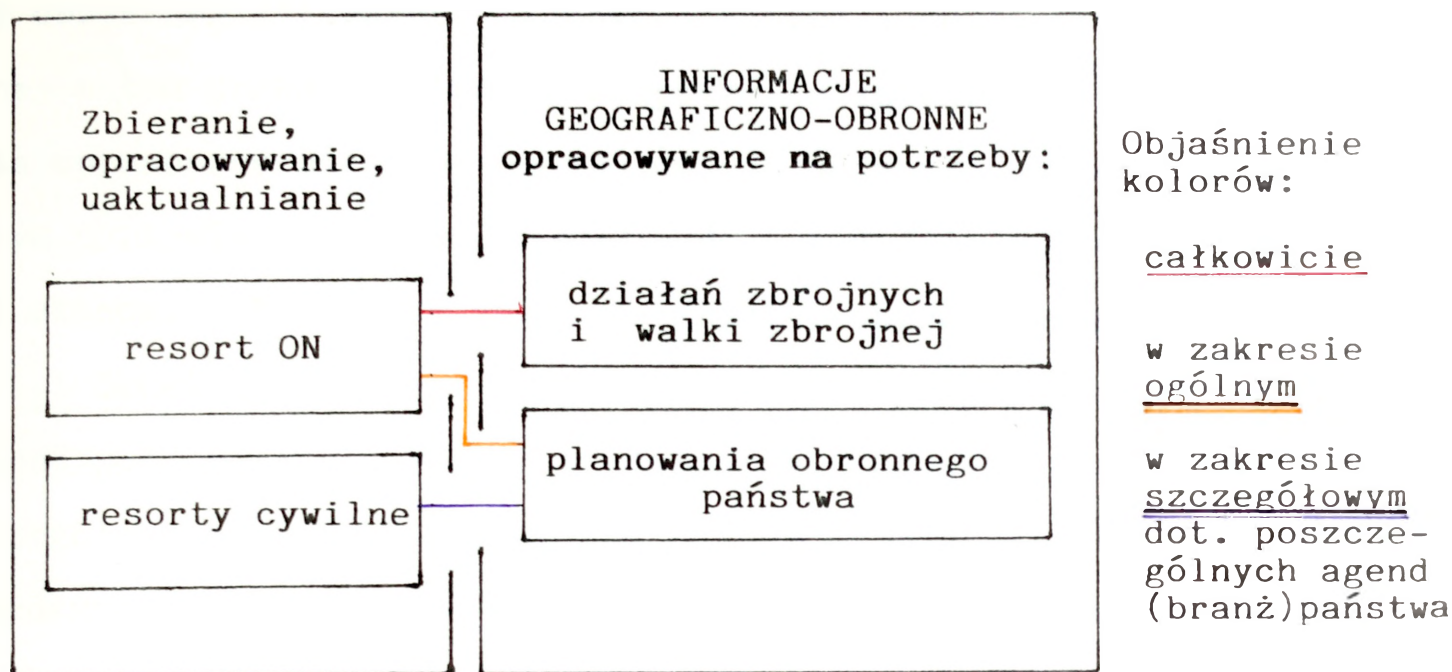 Zbieranie,
opracowywanie,
uaktualnianie
resort ON
resorty cywilne
INFORMACJE
GEOGRAFICZNO-OBRONNE
opracowywane na potrzeby:
działań zbrojnych
i walki zbrojnej
planowania obronnego
państwa
Objaśnienie
kolorów:
całkowicie
w zakresie
ogólnym
w zakresie
szczegółowym
dot. poszcze-
gólnych agend
(branż)państwa